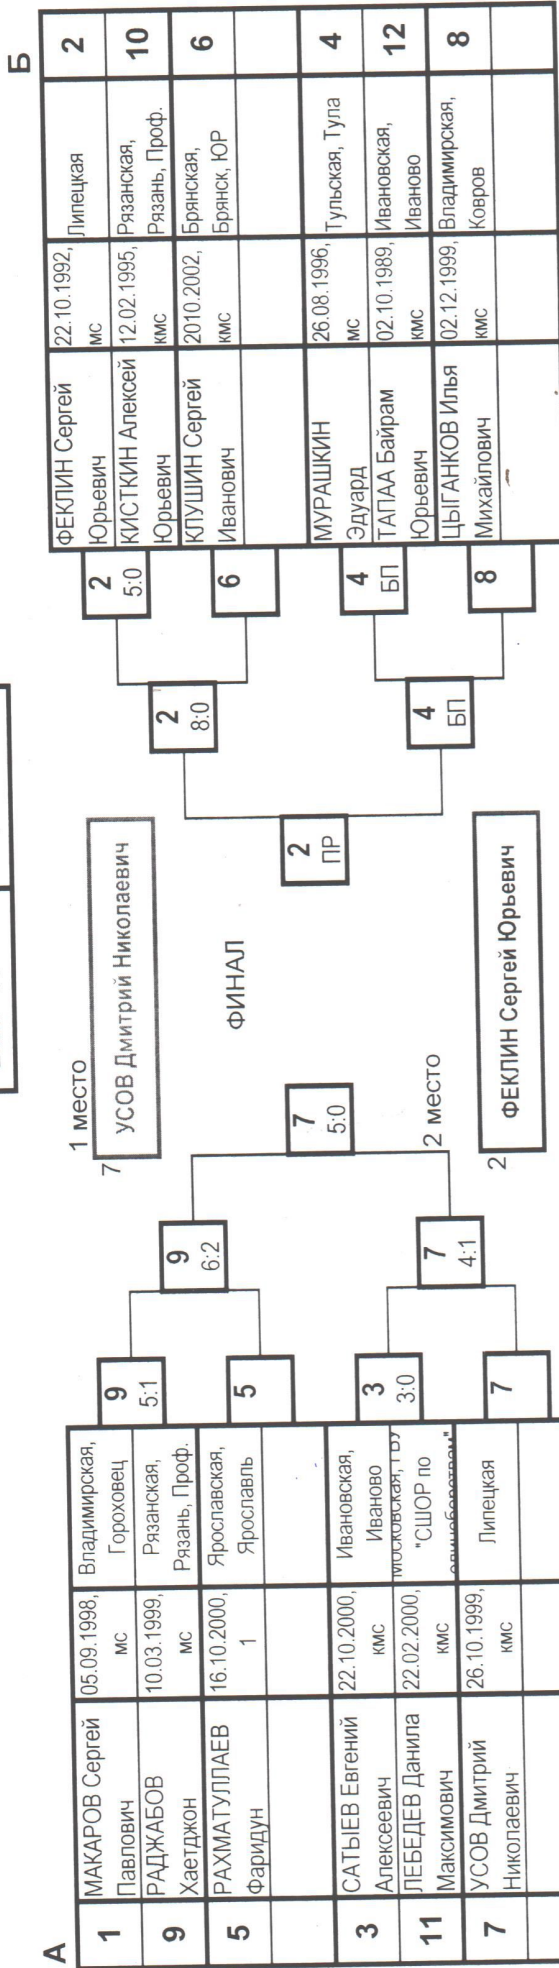 А
1 МАКАРОВ Сергей Павлович 05.09.1998, мс Владимирская, Гороховец
9 РАДЖАБОВ Хаетджон 10.03.1999, мс Рязанская, Рязань, Проф.
5 РАХМАТУЛЛАЕВ Фаридун 16.10.2000, 1 Ярославская, Ярославль
3 САТЫЕВ Евгений Алексеевич 22.10.2000, кмс Ивановская, Иваново
11 ЛЕБЕДЕВ Данила Максимович 22.02.2000, кмс Московская, ГБУ "СШОР по единоборствам"
7 УСОВ Дмитрий Николаевич 26.10.1999, кмс Липецкая
9
5:1
5
3
3:0
7
9
6:2
7
4:1
7
5:0
1 место
7 УСОВ Дмитрий Николаевич
ФИНАЛ
2 место
2 ФЕКЛИН Сергей Юрьевич
2
ПР
2
8:0
4
БП
2
5:0
6
4
БП
8
Б
ФЕКЛИН Сергей Юрьевич 22.10.1992, мс Липецкая 2
КИСТКИН Алексей Юрьевич 12.02.1995, кмс Рязанская, Рязань, Проф. 10
КЛУШИН Сергей Иванович 2010.2002, кмс Брянская, Брянск, ЮР 6
МУРАШКИН Эдуард 26.08.1996, мс Тульская, Тула 4
ТАПАА Байрам Юрьевич 02.10.1989, кмс Ивановская, Иваново 12
ЦЫГАНКОВ Илья Михайлович 02.12.1999, кмс Владимирская, Ковров 8